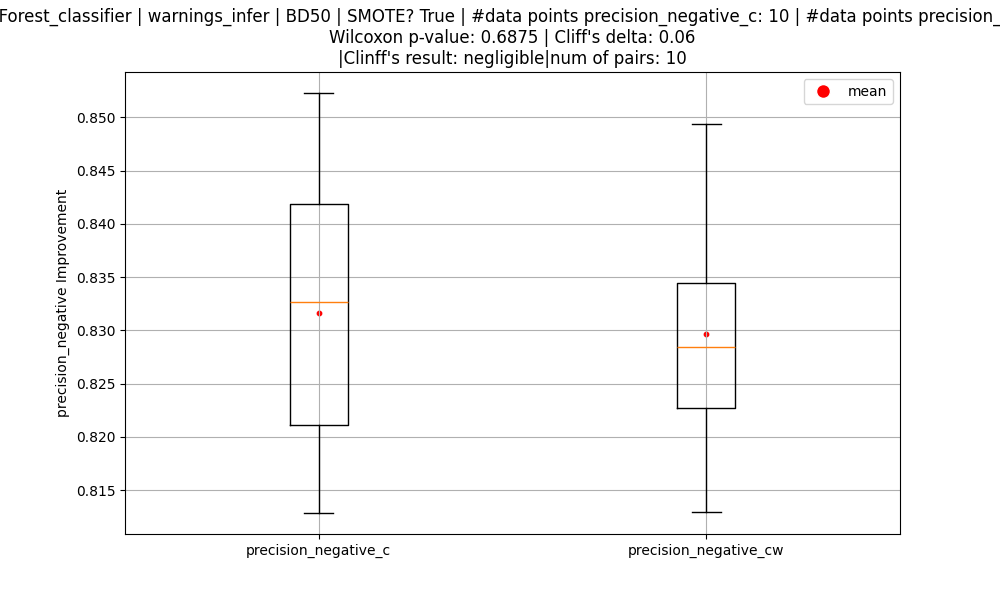 Forest_classifier | warnings_infer | BD50 | SMOTE? True | #data points precision_negative_c: 10 | #data points precision_
Wilcoxon p-value: 0.6875 | Cliff's delta: 0.06
|Clinff's result: negligible|num of pairs: 10
mean
0.850
0.845
0.840
0.835
0.830
0.825
0.820
0.815
precision_negative Improvement
precision_negative_c
precision_negative_cw